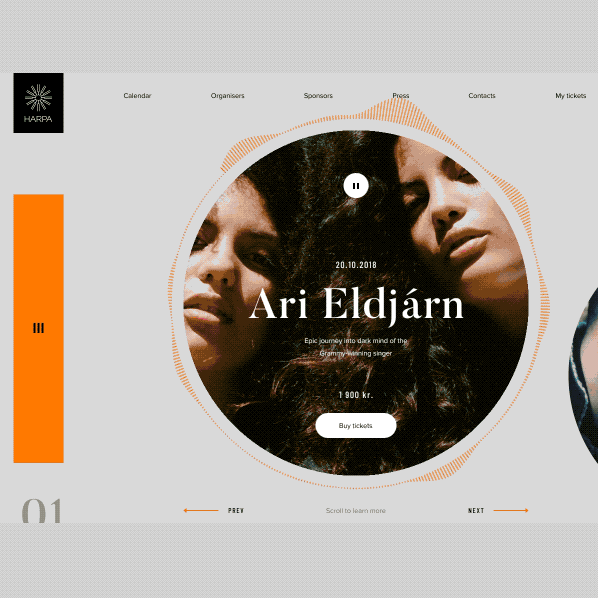 HARPA
Calendar
Organisers
Sponsors
Press
Contacts
My tickets
III
20.10.2018
Ari Eldjárn
Epic journey into dark mind of the
Grammy-winning singer
1 900 kr.
Buy tickets
01
PREV
Scroll to learn more
NEXT